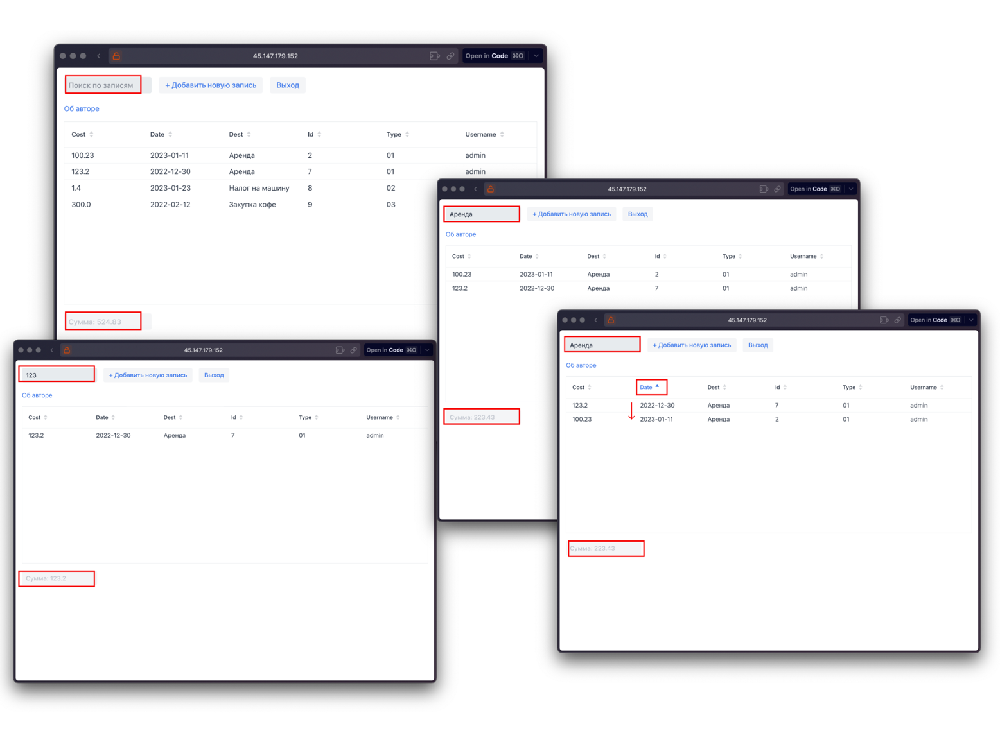 45.147.179.152 Open in Code ⌘O
Поиск по записям + Добавить новую запись Выход
Об авторе
Cost Date Dest Id Type Username
100.23 2023-01-11 Аренда 2 01 admin
123.2 2022-12-30 Аренда 7 01 admin
1.4 2023-01-23 Налог на машину 8 02
300.0 2022-02-12 Закупка кофе 9 03
Сумма: 524.83
45.147.179.152 Open in Code ⌘O
Аренда + Добавить новую запись Выход
Об авторе
Cost Date Dest Id Type Username
100.23 2023-01-11 Аренда 2 01 admin
123.2 2022-12-30 Аренда 7 01 admin
Сумма: 223.43
45.147.179.152 Open in Code ⌘O
123 + Добавить новую запись Выход
Об авторе
Cost Date Dest Id Type Username
123.2 2022-12-30 Аренда 7 01 admin
Сумма: 123.2
45.147.179.152 Open in Code ⌘O
Аренда + Добавить новую запись Выход
Об авторе
Cost Date Dest Id Type Username
123.2 2022-12-30 Аренда 7 01 admin
100.23 2023-01-11 Аренда 2 01 admin
Сумма: 223.43